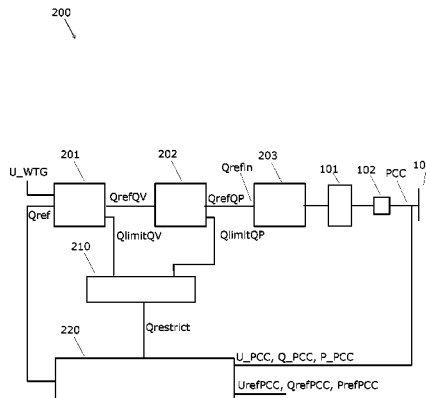 200
201
202
QrefIn
203
101
102
PCC
10
U_WTG
QrefQV
QrefQP
Qref
QlimitQV
QlimitQP
210
Qrestrict
220
U_PCC, Q_PCC, P_PCC
UrefPCC, QrefPCC, PrefPCC